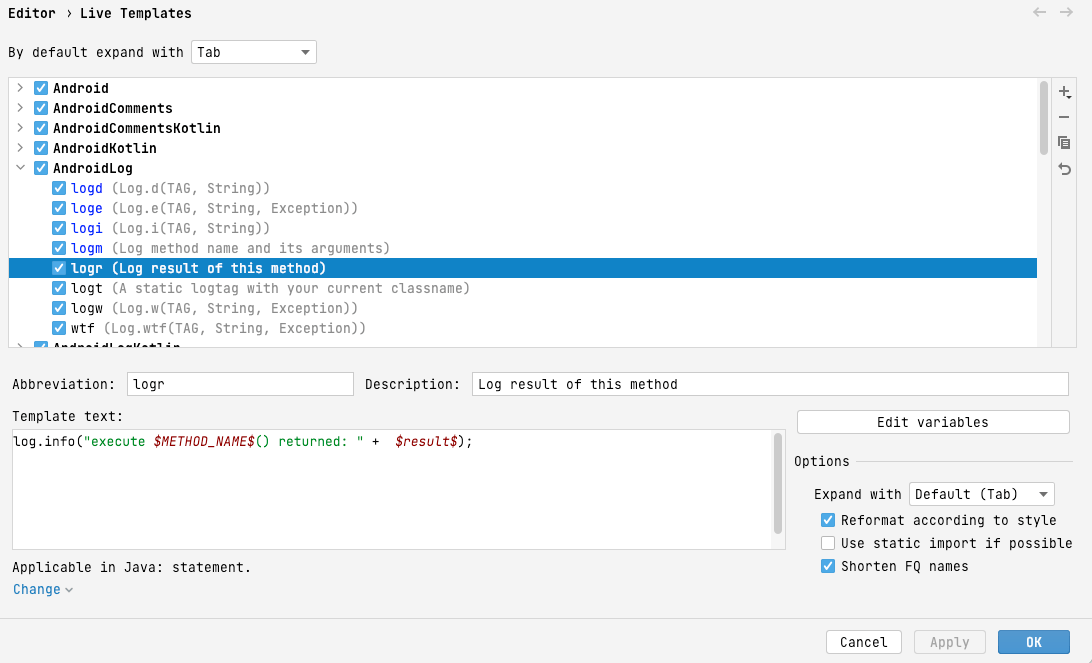 Editor › Live Templates
By default expand with Tab
Android
AndroidComments
AndroidCommentsKotlin
AndroidKotlin
AndroidLog
logd (Log.d(TAG, String))
loge (Log.e(TAG, String, Exception))
logi (Log.i(TAG, String))
logm (Log method name and its arguments)
logr (Log result of this method)
logt (A static logtag with your current classname)
logw (Log.w(TAG, String, Exception))
wtf (Log.wtf(TAG, String, Exception))
AndroidLogKotlin
Abbreviation: logr Description: Log result of this method
Template text:
Edit variables
log.info("execute $METHOD_NAME$() returned: " +  $result$);
Options
Expand with Default (Tab)
Reformat according to style
Use static import if possible
Shorten FQ names
Applicable in Java: statement.
Change
Cancel Apply OK